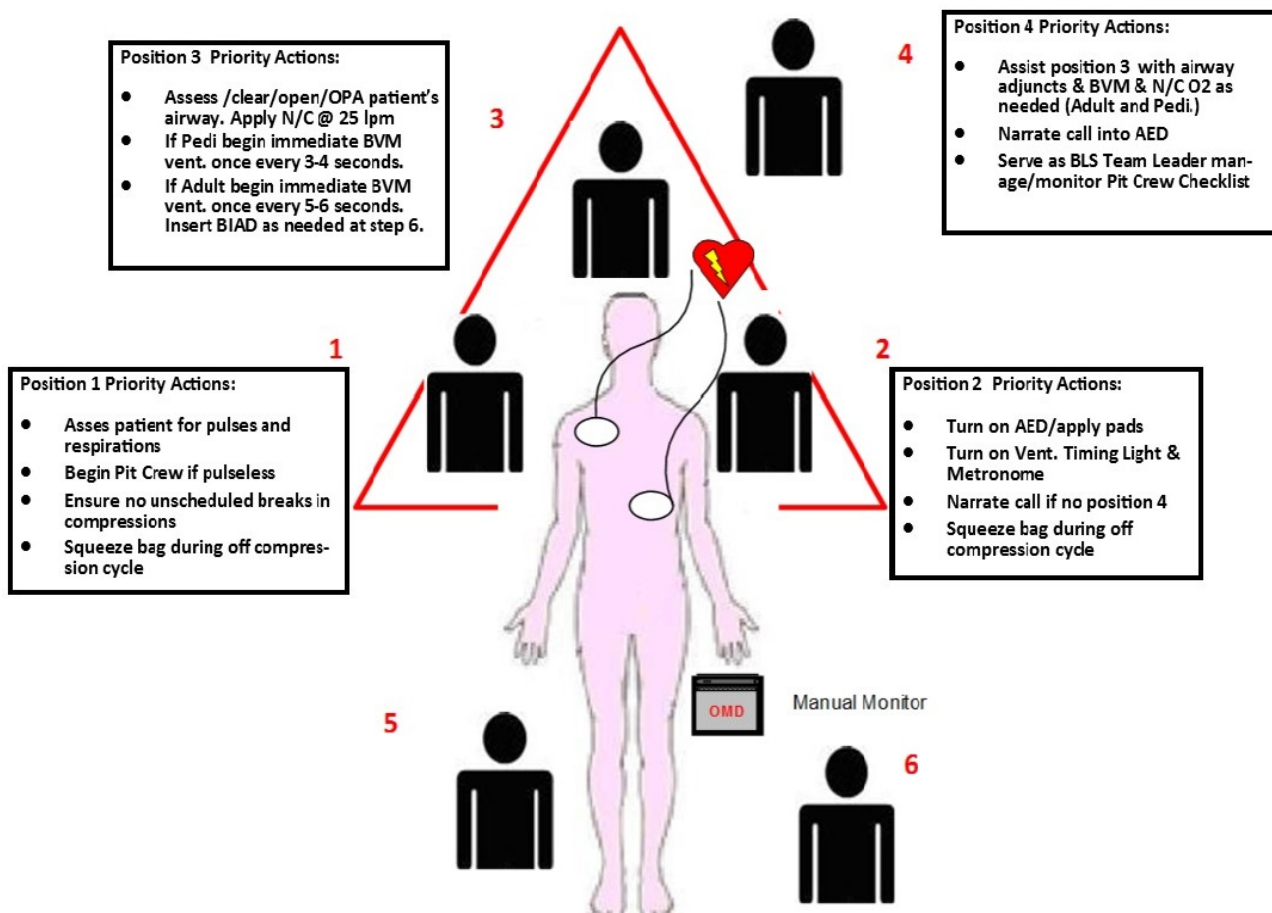 Position 3  Priority Actions:
● Assess /clear/open/OPA patient's
airway. Apply N/C @ 25 lpm
● If Pedi begin immediate BVM
vent. once every 3-4 seconds.
● If Adult begin immediate BVM
vent. once every 5-6 seconds.
Insert BIAD as needed at step 6.
3
4
Position 4 Priority Actions:
● Assist position 3 with airway
adjuncts & BVM & N/C O2 as
needed (Adult and Pedi.)
● Narrate call into AED
● Serve as BLS Team Leader man-
age/monitor Pit Crew Checklist
1
Position 1 Priority Actions:
● Asses patient for pulses and
respirations
● Begin Pit Crew if pulseless
● Ensure no unscheduled breaks in
compressions
● Squeeze bag during off compres-
sion cycle
2
Position 2  Priority Actions:
● Turn on AED/apply pads
● Turn on Vent. Timing Light &
Metronome
● Narrate call if no position 4
● Squeeze bag during off
compression cycle
OMD
Manual Monitor
5
6